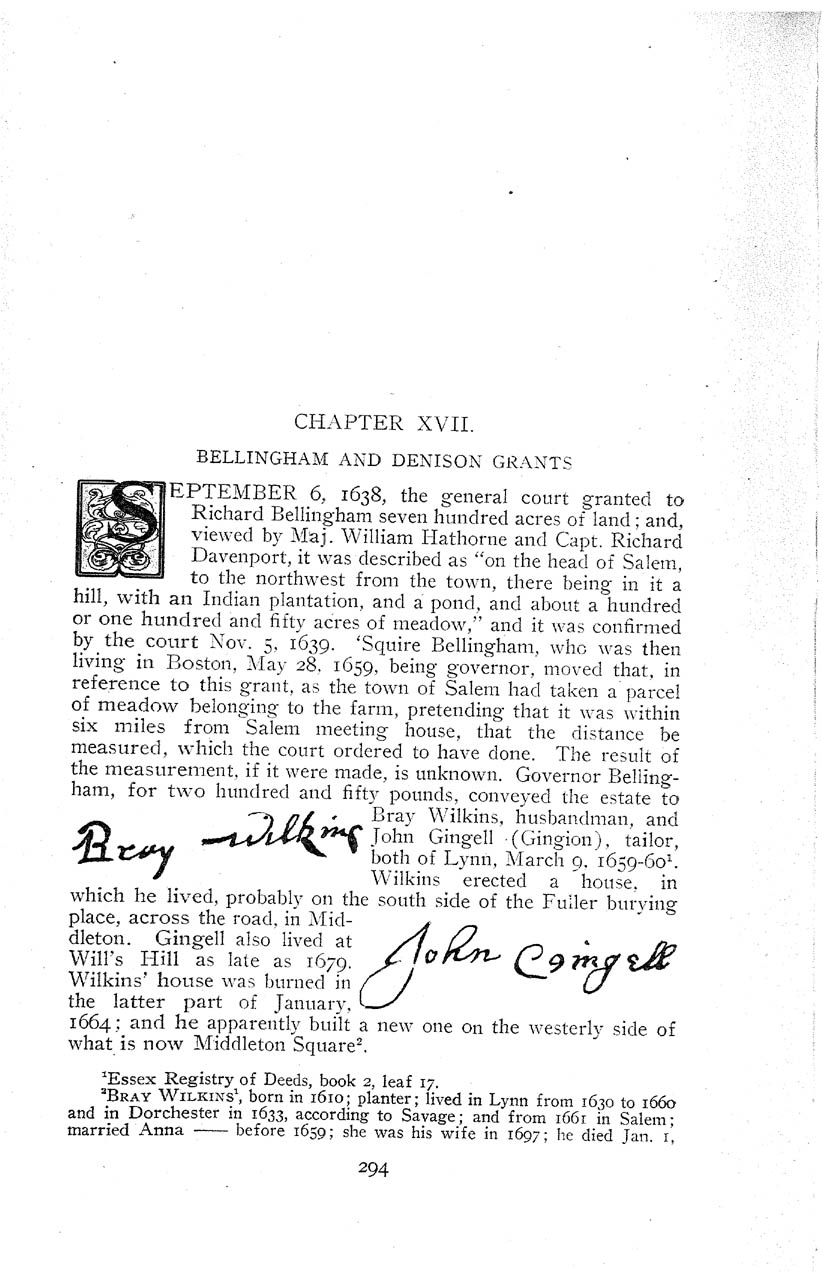 CHAPTER XVII.
BELLINGHAM AND DENISON GRANTS
SEPTEMBER 6, 1638, the general court granted to
Richard Bellingham seven hundred acres of land; and,
viewed by Maj. William Hathorne and Capt. Richard
Davenport, it was described as "on the head of Salem,
to the northwest from the town, there being in it a
hill, with an Indian plantation, and a pond, and about a hundred
or one hundred and fifty acres of meadow," and it was confirmed
by the court Nov. 5, 1639. 'Squire Bellingham, who was then
living in Boston, May 28, 1659, being governor, moved that, in
reference to this grant, as the town of Salem had taken a parcel
of meadow belonging to the farm, pretending that it was within
six miles from Salem meeting house, that the distance be
measured, which the court ordered to have done. The result of
the measurement, if it were made, is unknown. Governor Belling-
ham, for two hundred and fifty pounds, conveyed the estate to
Bray Wilkins, husbandman, and
John Gingell (Gingion), tailor,
both of Lynn, March 9, 1659-60¹.
Wilkins erected a house, in
Bray Wilkins
which he lived, probably on the south side of the Fuller burying
place, across the road, in Mid-
dleton. Gingell also lived at
Will's Hill as late as 1679.
Wilkins' house was burned in
the latter part of January,
John Gingell
1664; and he apparently built a new one on the westerly side of
what is now Middleton Square².
¹Essex Registry of Deeds, book 2, leaf 17.
²BRAY WILKINS¹, born in 1610; planter; lived in Lynn from 1630 to 1660
and in Dorchester in 1633, according to Savage; and from 1661 in Salem;
married Anna —— before 1659; she was his wife in 1697; he died Jan. 1,
294